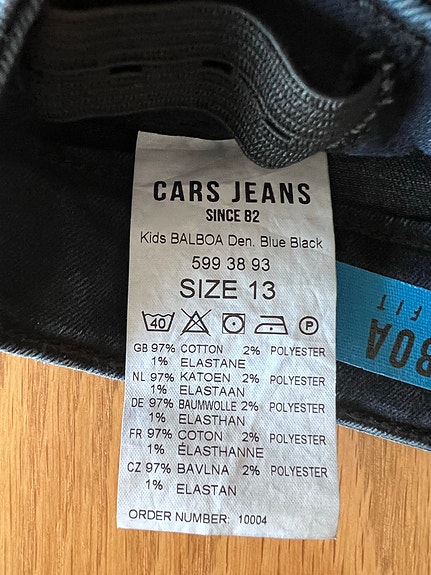 CARS JEANS
SINCE 82
Kids BALBOA Den. Blue Black
599 38 93
SIZE 13
40 P
GB 97% COTTON 2% POLYESTER
1% ELASTANE
NL 97% KATOEN 2% POLYESTER
1% ELASTAAN
DE 97% BAUMWOLLE 2% POLYESTER
1% ELASTHAN
FR 97% COTON 2% POLYESTER
1% ÉLASTHANNE
CZ 97% BAVLNA 2% POLYESTER
1% ELASTAN
ORDER NUMBER: 10004
BOA
FIT